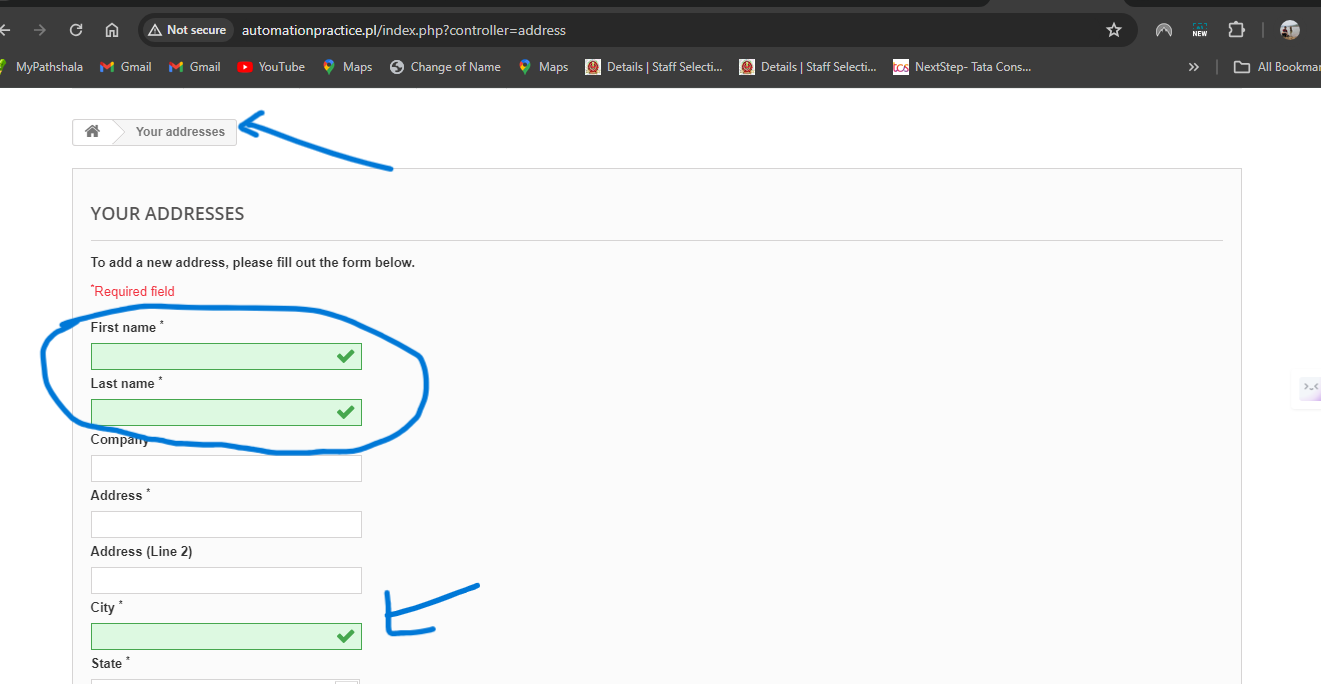 Not secure automationpractice.pl/index.php?controller=address NEW
MyPathshala Gmail Gmail YouTube Maps Change of Name Maps Details | Staff Selecti... Details | Staff Selecti... tcs NextStep- Tata Cons... » All Bookmar
Your addresses
YOUR ADDRESSES
To add a new address, please fill out the form below.
*Required field
First name *
Last name *
Company
Address *
Address (Line 2)
City *
State *